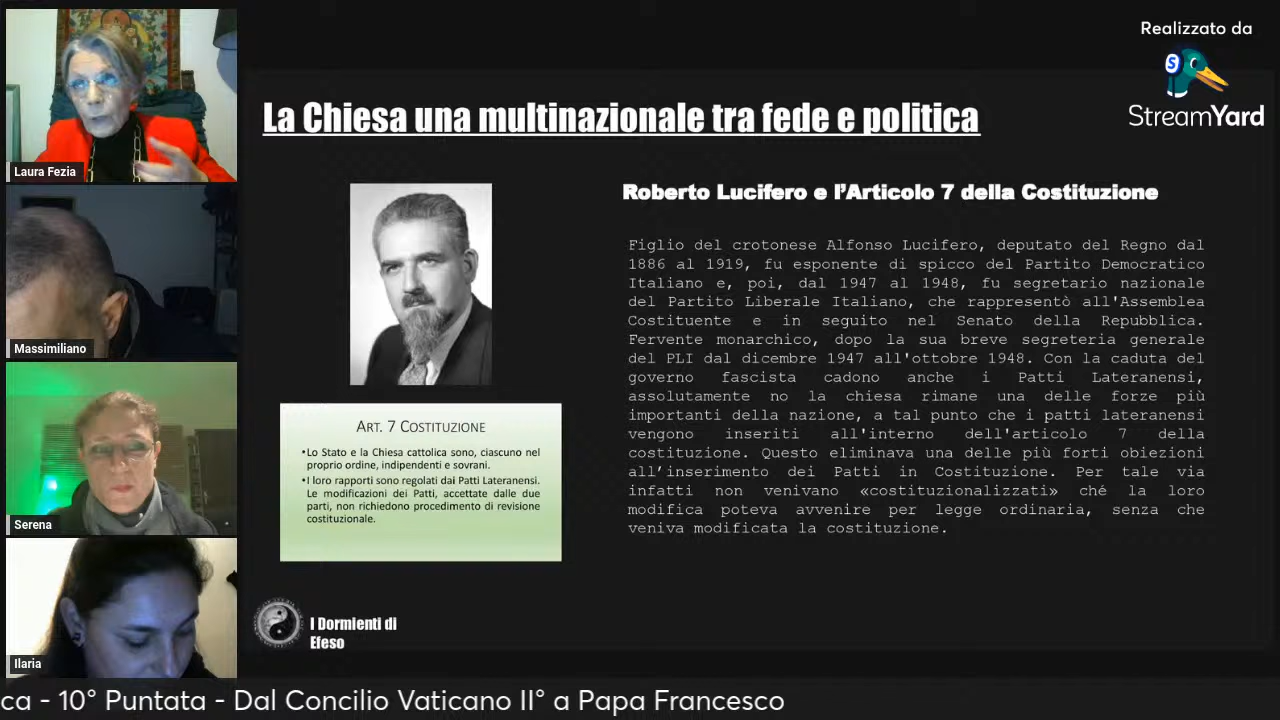 Realizzato da
StreamYard
La Chiesa una multinazionale tra fede e politica
Laura Fezia
Roberto Lucifero e l'Articolo 7 della Costituzione
Figlio del crotonese Alfonso Lucifero, deputato del Regno dal
1886 al 1919, fu esponente di spicco del Partito Democratico
Italiano e, poi, dal 1947 al 1948, fu segretario nazionale
del Partito Liberale Italiano, che rappresentò all'Assemblea
Costituente e in seguito nel Senato della Repubblica.
Fervente monarchico, dopo la sua breve segreteria generale
del PLI dal dicembre 1947 all'ottobre 1948. Con la caduta del
governo fascista cadono anche i Patti Lateranensi,
assolutamente no la chiesa rimane una delle forze più
importanti della nazione, a tal punto che i patti lateranensi
vengono inseriti all'interno dell'articolo 7 della
costituzione. Questo eliminava una delle più forti obiezioni
all’inserimento dei Patti in Costituzione. Per tale via
infatti non venivano «costituzionalizzati» ché la loro
modifica poteva avvenire per legge ordinaria, senza che
veniva modificata la costituzione.
Massimiliano
ART. 7 COSTITUZIONE
•Lo Stato e la Chiesa cattolica sono, ciascuno nel
proprio ordine, indipendenti e sovrani.
•I loro rapporti sono regolati dai Patti Lateranensi.
Le modificazioni dei Patti, accettate dalle due
parti, non richiedono procedimento di revisione
costituzionale.
Serena
I Dormienti di
Efeso
Ilaria
ca - 10° Puntata - Dal Concilio Vaticano II° a Papa Francesco